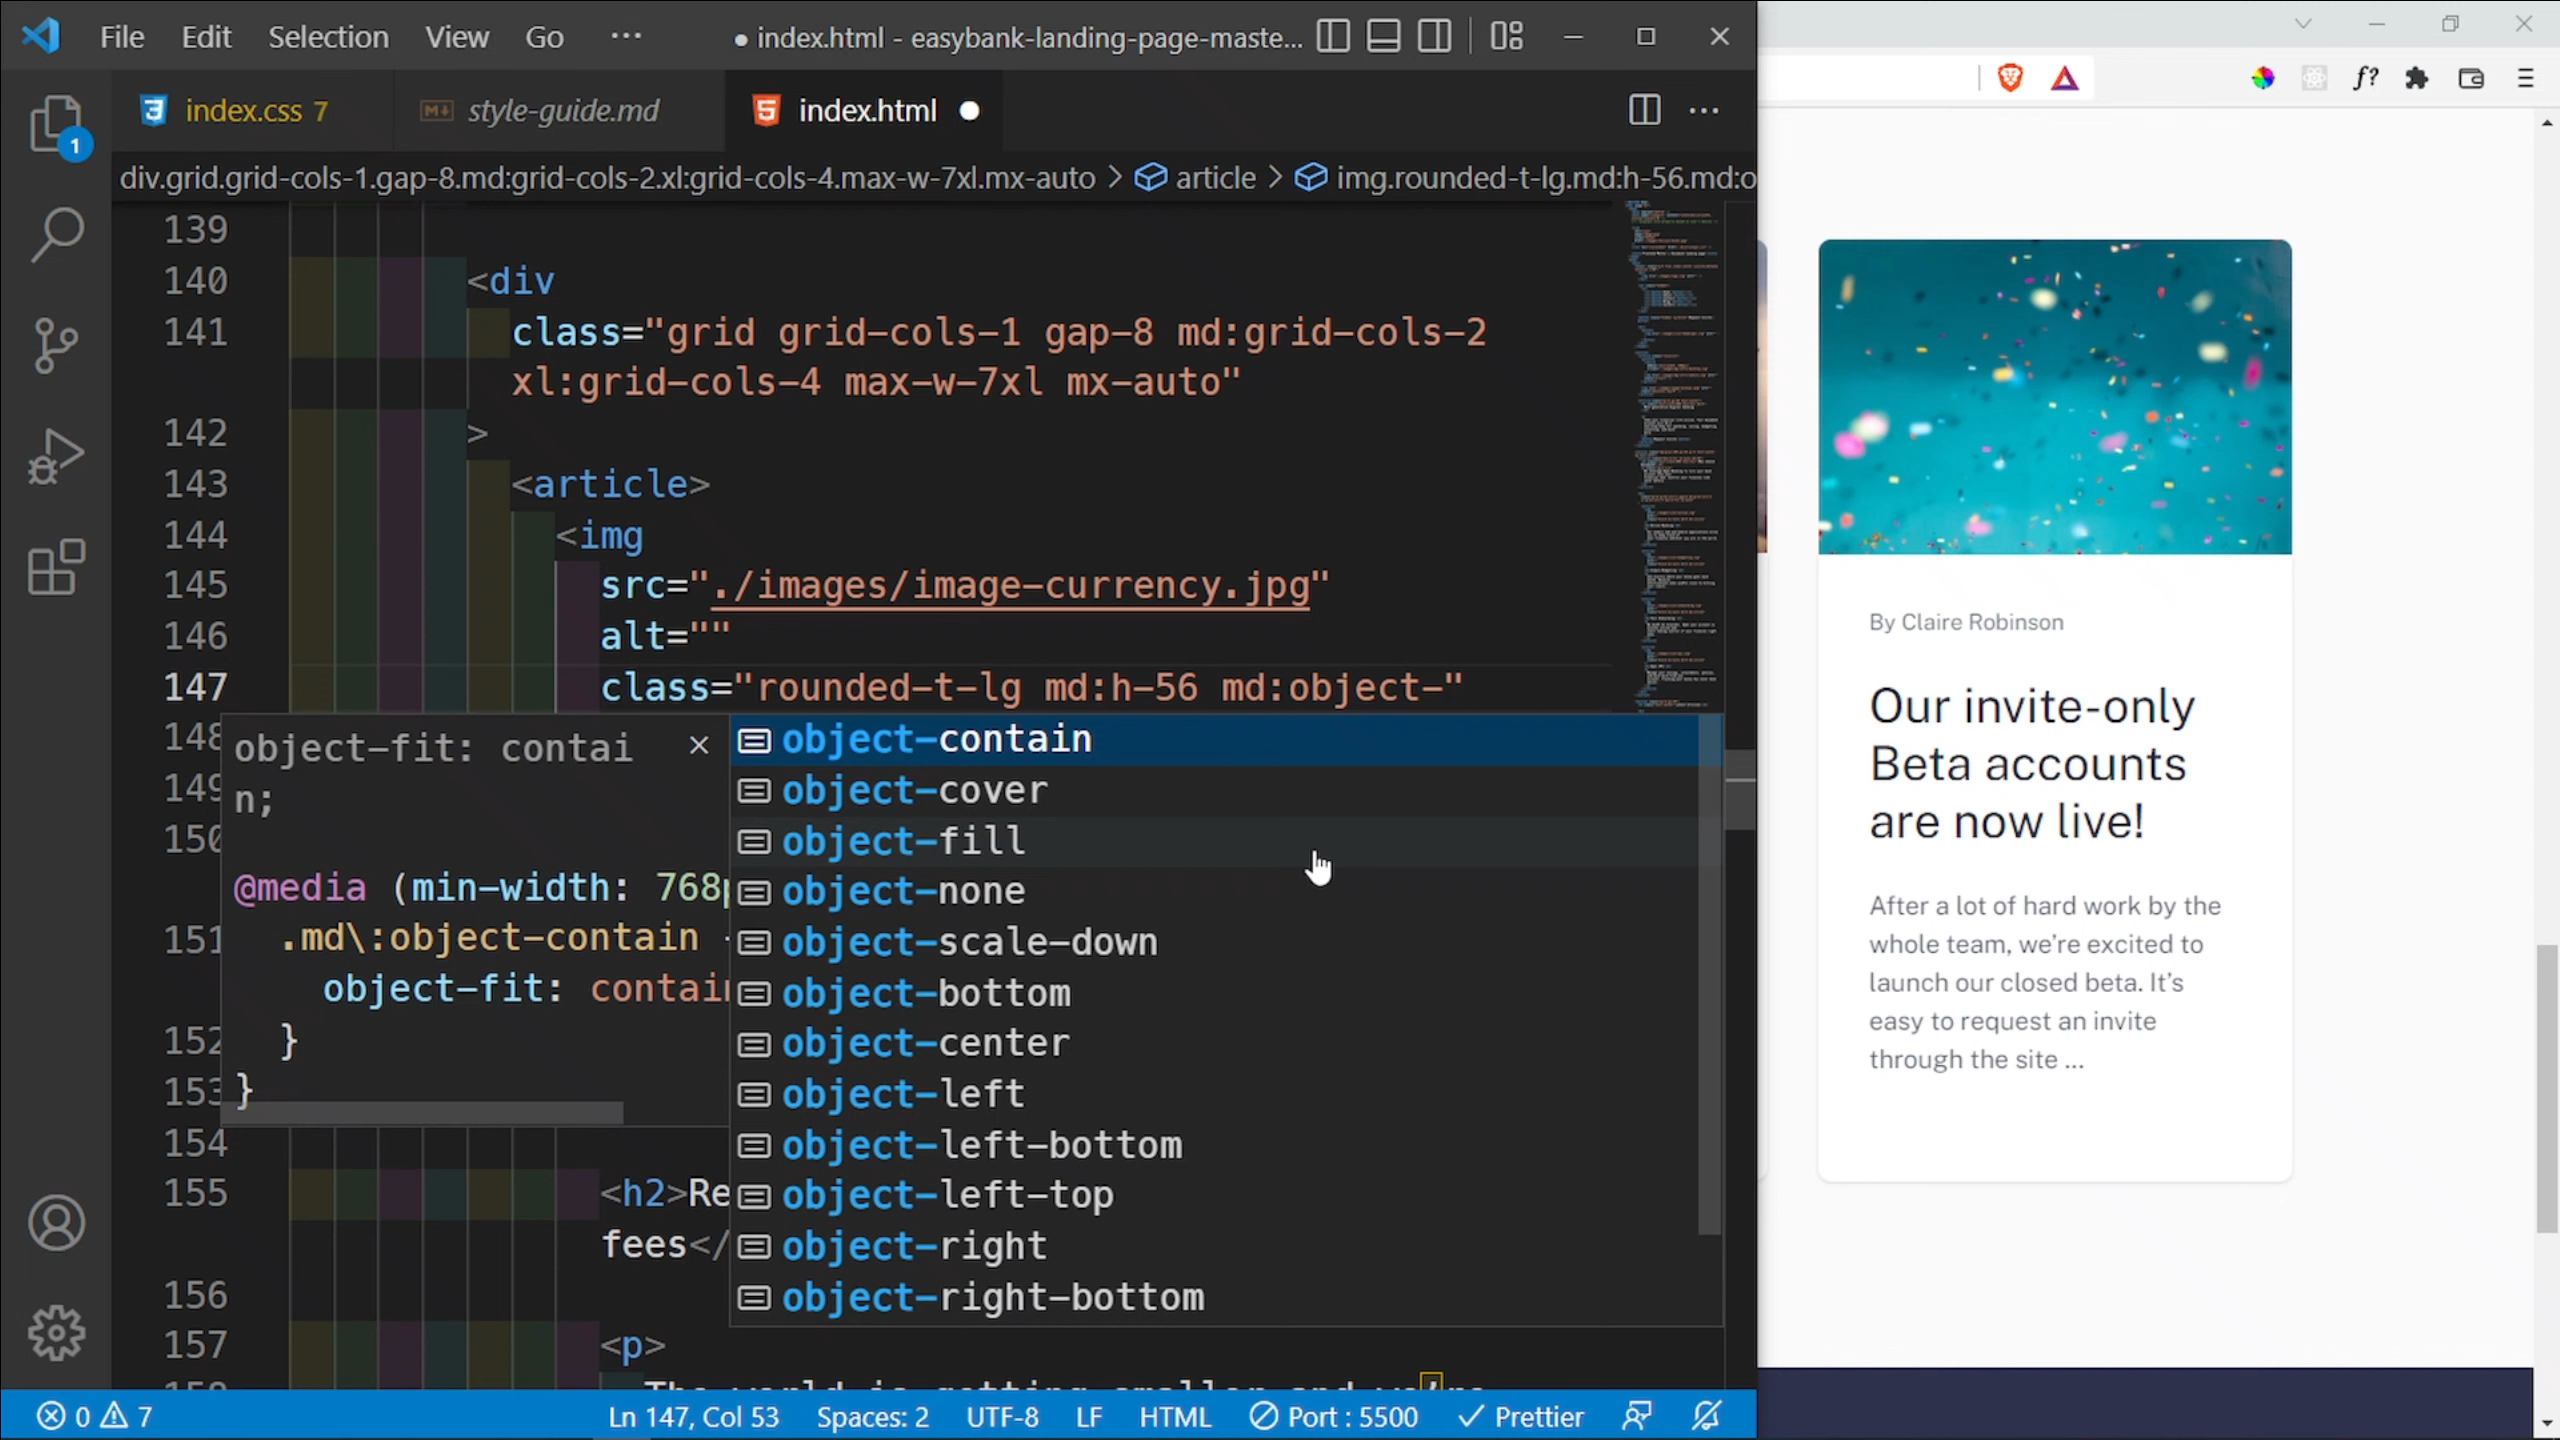 File Edit Selection View Go ··· ● index.html - easybank-landing-page-maste...
index.css 7 style-guide.md index.html ●
div.grid.grid-cols-1.gap-8.md:grid-cols-2.xl:grid-cols-4.max-w-7xl.mx-auto > article > img.rounded-t-lg.md:h-56.md:o
1
f?
139
140 <div
141 class="grid grid-cols-1 gap-8 md:grid-cols-2
xl:grid-cols-4 max-w-7xl mx-auto"
142 >
143 <article>
144 <img
145 src="./images/image-currency.jpg"
146 alt=""
147 class="rounded-t-lg md:h-56 md:object-"
148
149
150
151
152
153
154
155 <h2>Re
fees</
156
157 <p>
object-fit: contai
n;
@media (min-width: 768p
.md\:object-contain
object-fit: contain
}
}
object-contain
object-cover
object-fill
object-none
object-scale-down
object-bottom
object-center
object-left
object-left-bottom
object-left-top
object-right
object-right-bottom
0 7 Ln 147, Col 53 Spaces: 2 UTF-8 LF HTML Port : 5500 Prettier
By Claire Robinson
Our invite-only
Beta accounts
are now live!
After a lot of hard work by the
whole team, we’re excited to
launch our closed beta. It’s
easy to request an invite
through the site ...